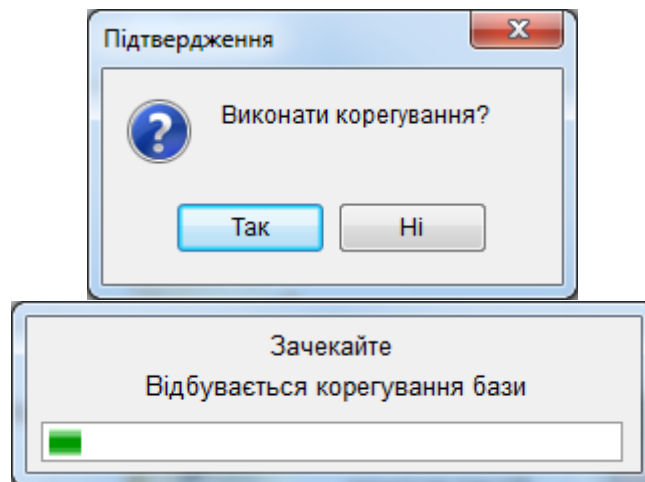 Підтвердження
Виконати корегування?
Так Ні
Зачекайте
Відбувається корегування бази